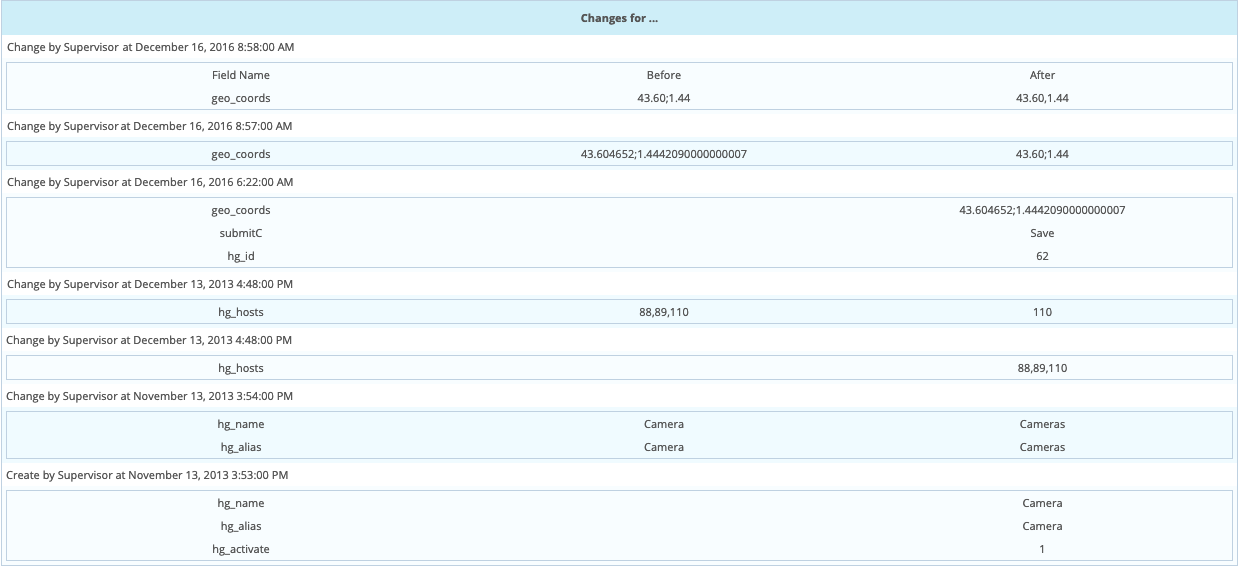 Changes for ...
Change by Supervisor at December 16, 2016 8:58:00 AM
Field Name Before After
geo_coords 43.60;1.44 43.60,1.44
Change by Supervisor at December 16, 2016 8:57:00 AM
geo_coords 43.604652;1.4442090000000007 43.60;1.44
Change by Supervisor at December 16, 2016 6:22:00 AM
geo_coords 43.604652;1.4442090000000007
submitC Save
hg_id 62
Change by Supervisor at December 13, 2013 4:48:00 PM
hg_hosts 88,89,110 110
Change by Supervisor at December 13, 2013 4:48:00 PM
hg_hosts 88,89,110
Change by Supervisor at November 13, 2013 3:54:00 PM
hg_name Camera Cameras
hg_alias Camera Cameras
Create by Supervisor at November 13, 2013 3:53:00 PM
hg_name Camera
hg_alias Camera
hg_activate 1